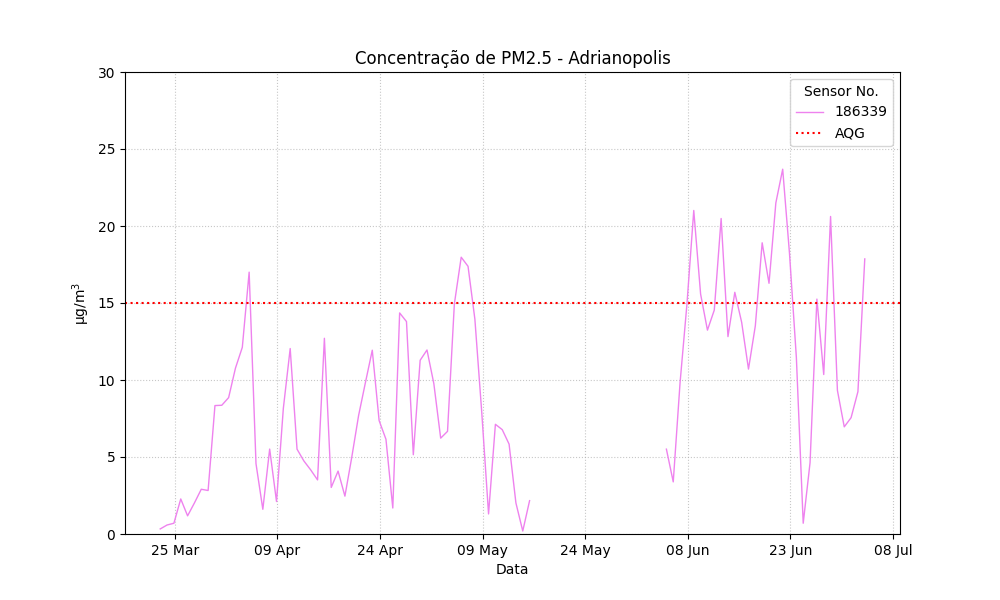 Concentração de PM2.5 - Adrianopolis
30
25
20
15
10
5
0
µg/m³
Sensor No.
186339
AQG
25 Mar
09 Apr
24 Apr
09 May
24 May
08 Jun
23 Jun
08 Jul
Data